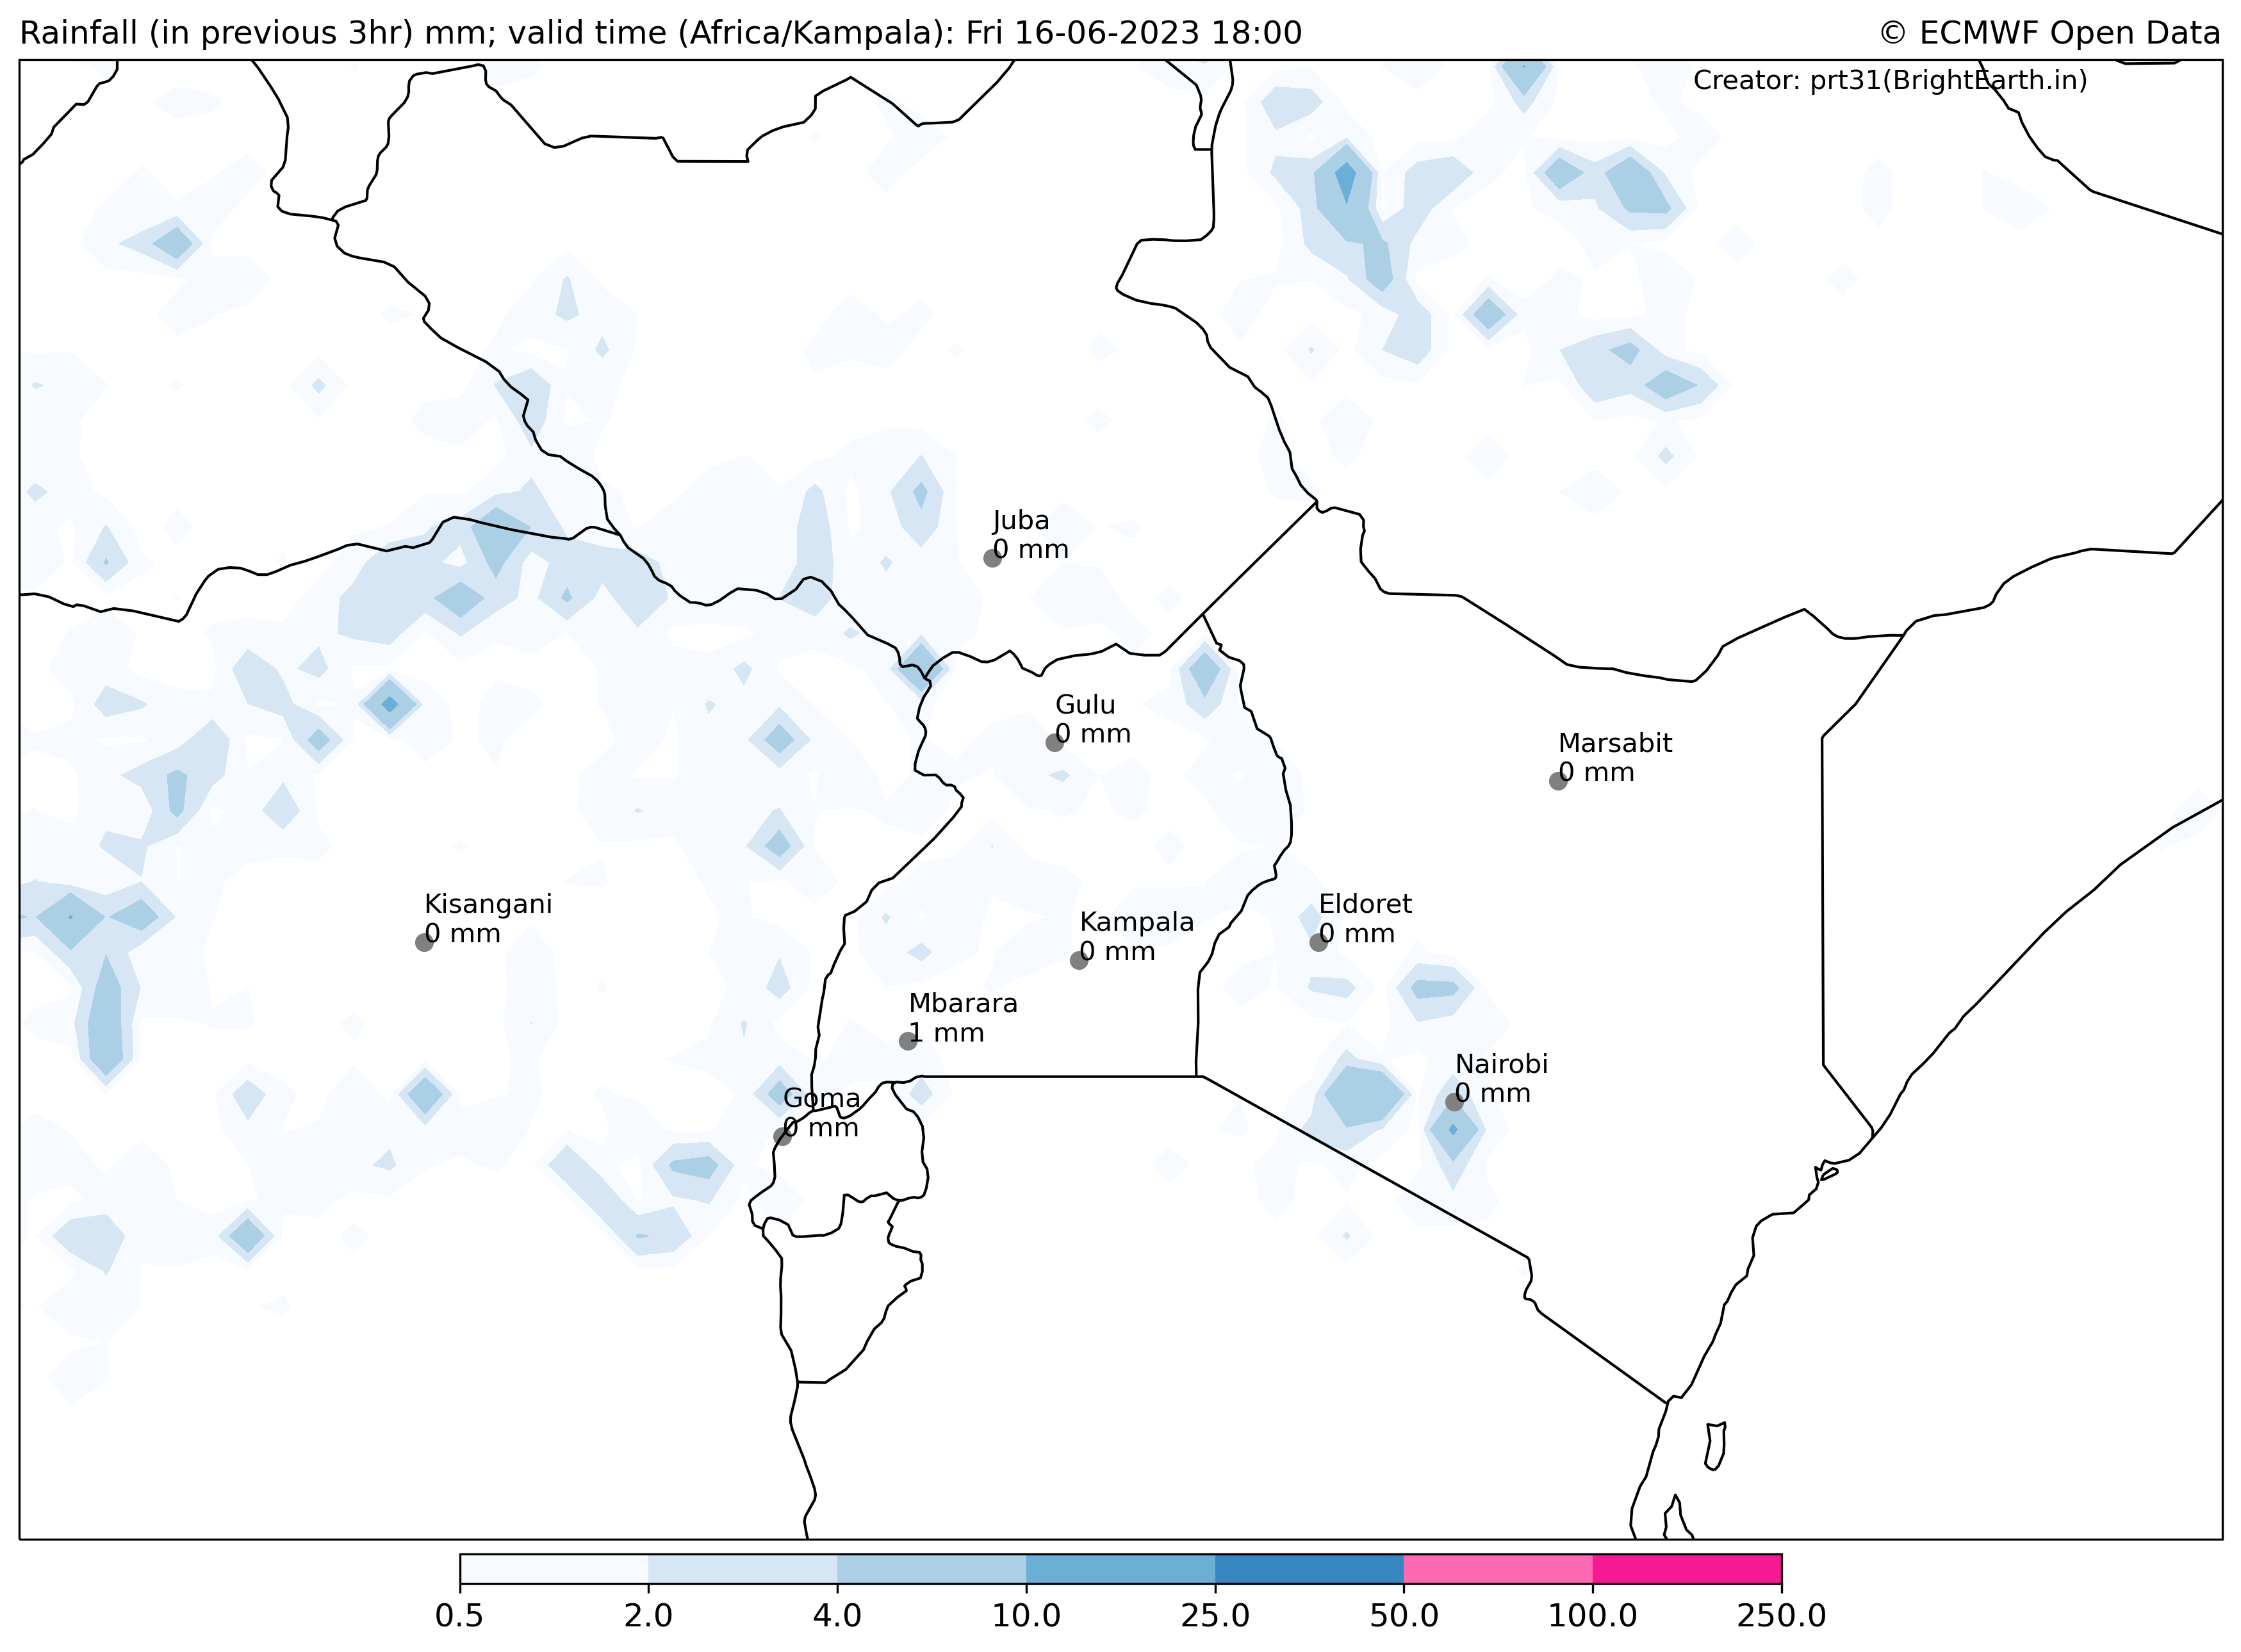 Rainfall (in previous 3hr) mm; valid time (Africa/Kampala): Fri 16-06-2023 18:00
© ECMWF Open Data
Creator: prt31(BrightEarth.in)
Juba
0 mm
Gulu
0 mm
Marsabit
0 mm
Kisangani
0 mm
Kampala
0 mm
Eldoret
0 mm
Mbarara
1 mm
Nairobi
0 mm
Goma
0 mm
0.5 2.0 4.0 10.0 25.0 50.0 100.0 250.0